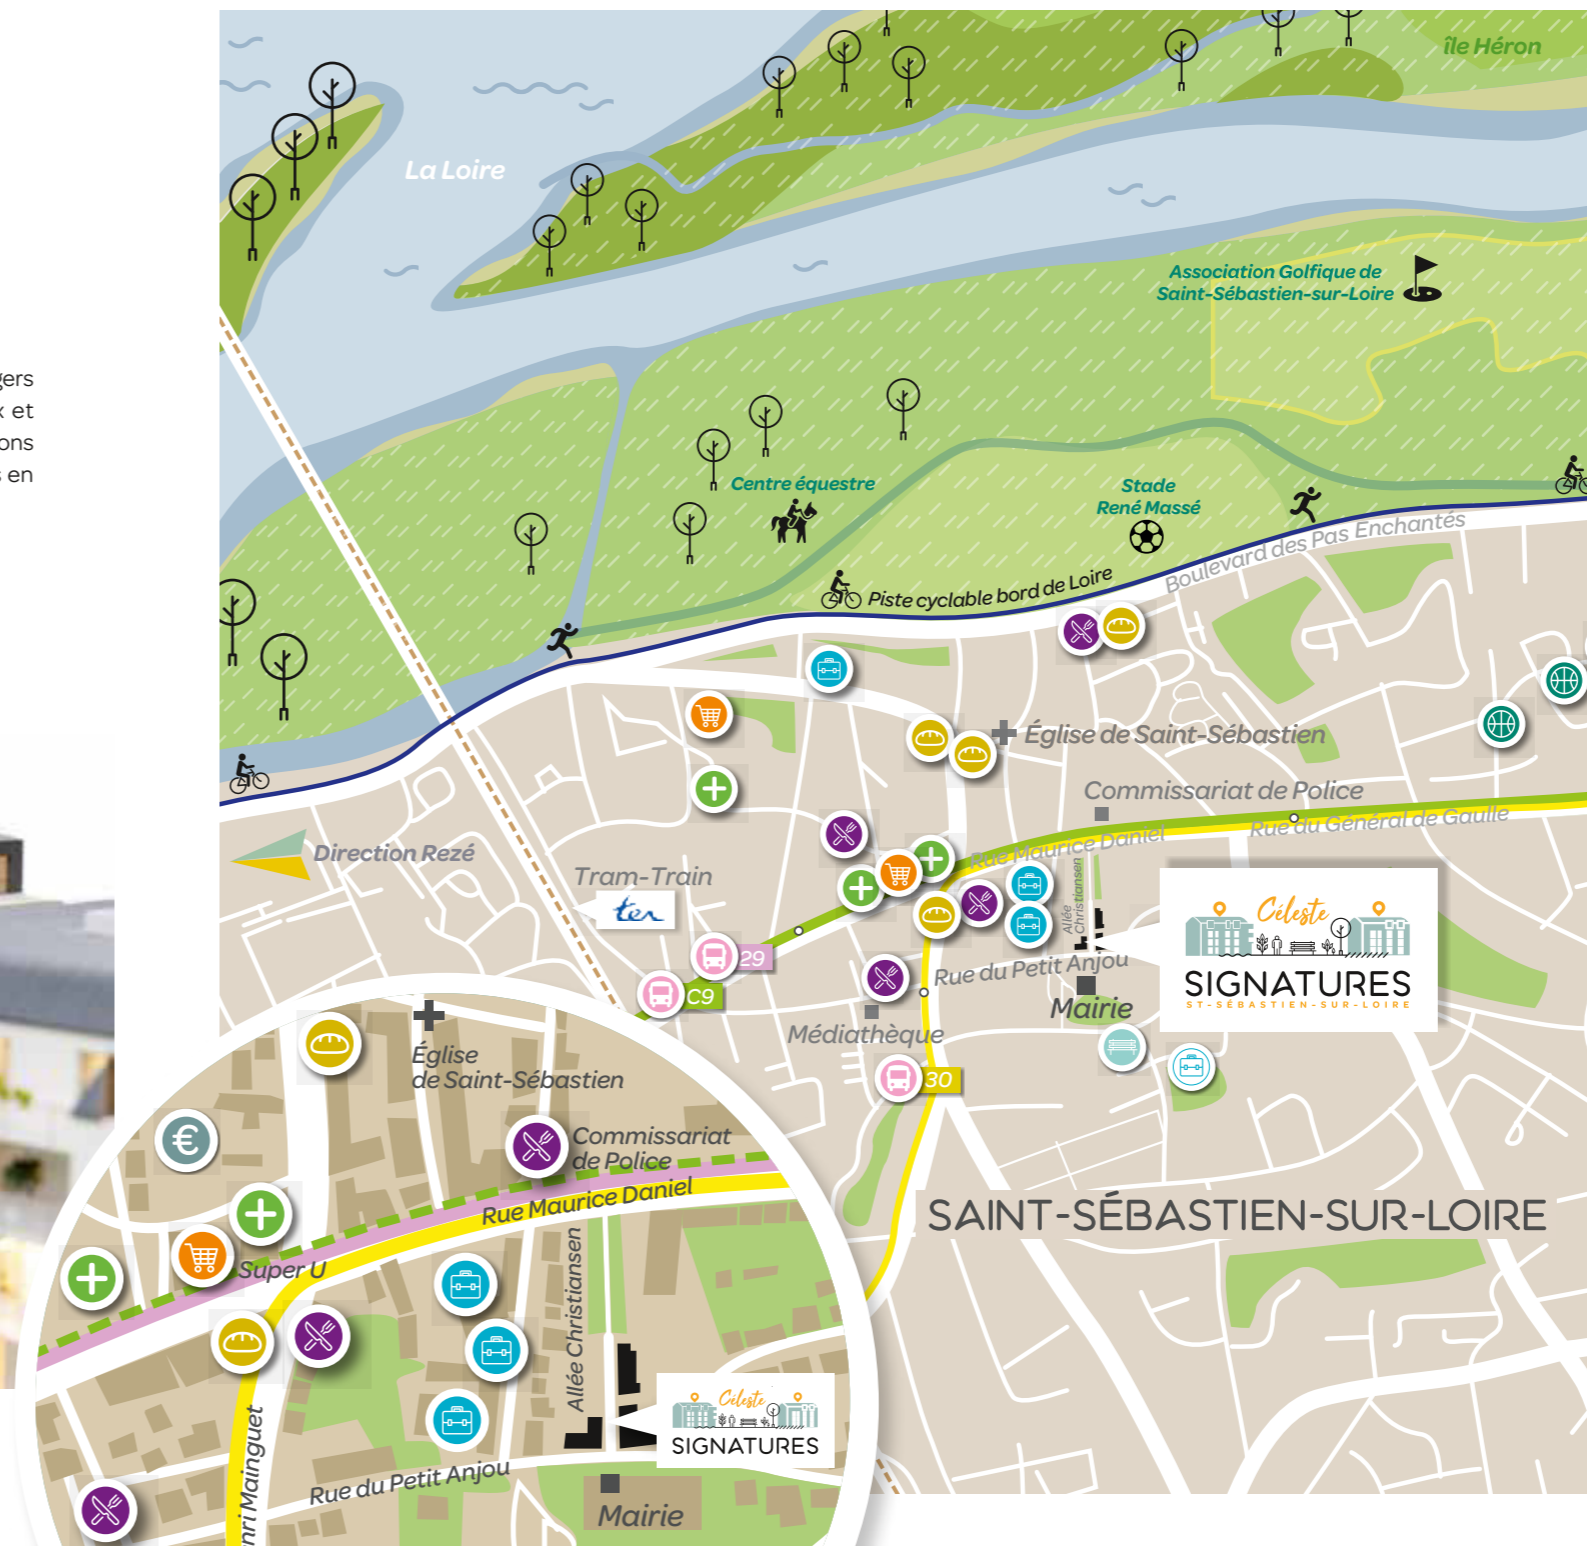 île Héron
La Loire
Association Golfique de
Saint-Sébastien-sur-Loire
et
en
Centre équestre
Stade
René Massé
Boulevard des Pas Enchantés
Piste cyclable bord de Loire
Église de Saint-Sébastien
Commissariat de Police
Rue du Général de Gaulle
Rue Maurice Daniel
Direction Rezé
Tram-Train
ter
Allée
Christiansen
Céleste
SIGNATURES
ST-SÉBASTIEN-SUR-LOIRE
29
C9
Rue du Petit Anjou
Mairie
Médiathèque
30
SAINT-SÉBASTIEN-SUR-LOIRE
Église
de Saint-Sébastien
€
Commissariat
de Police
Rue Maurice Daniel
Super U
Allée Christiansen
Céleste
SIGNATURES
Mainguet
Rue du Petit Anjou
Mairie